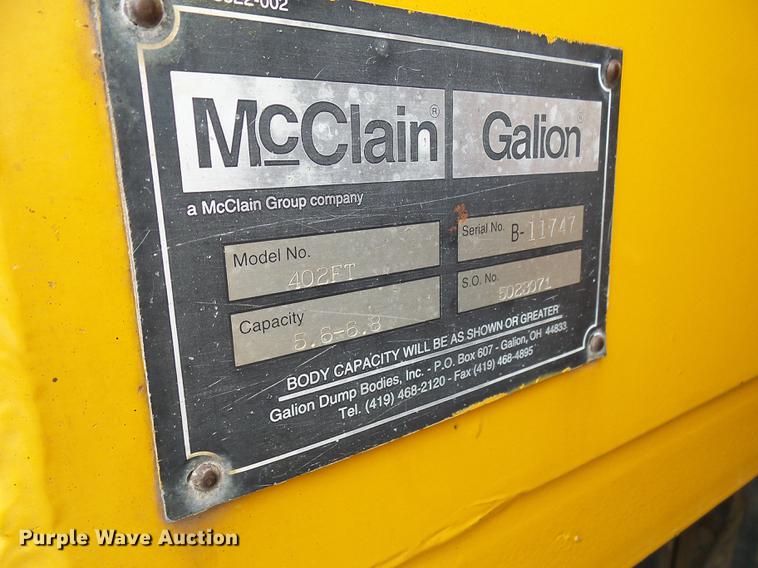 McClain® Galion®
a McClain Group company
Model No. 402FT
Serial No. B-11747
Capacity 5.6-6.8
S.O. No. 5023071
BODY CAPACITY WILL BE AS SHOWN OR GREATER
Galion Dump Bodies, Inc. - P.O. Box 607 - Galion, OH 44833
Tel. (419) 468-2120 - Fax (419) 468-4895
Purple Wave Auction